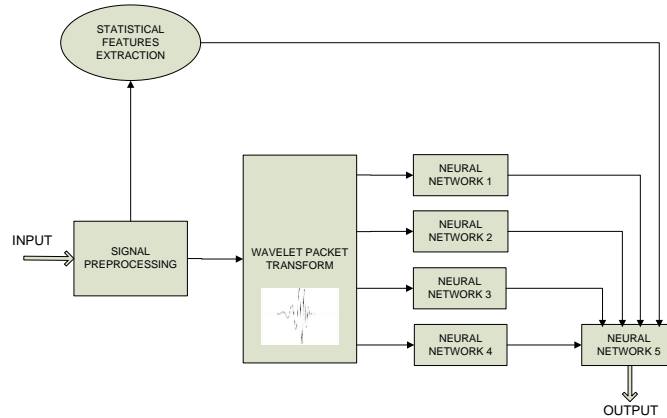 STATISTICAL
FEATURES
EXTRACTION
NEURAL
NETWORK 1
NEURAL
NETWORK 2
INPUT
SIGNAL
PREPROCESSING
WAVELET PACKET
TRANSFORM
NEURAL
NETWORK 3
NEURAL
NETWORK 4
NEURAL
NETWORK 5
OUTPUT